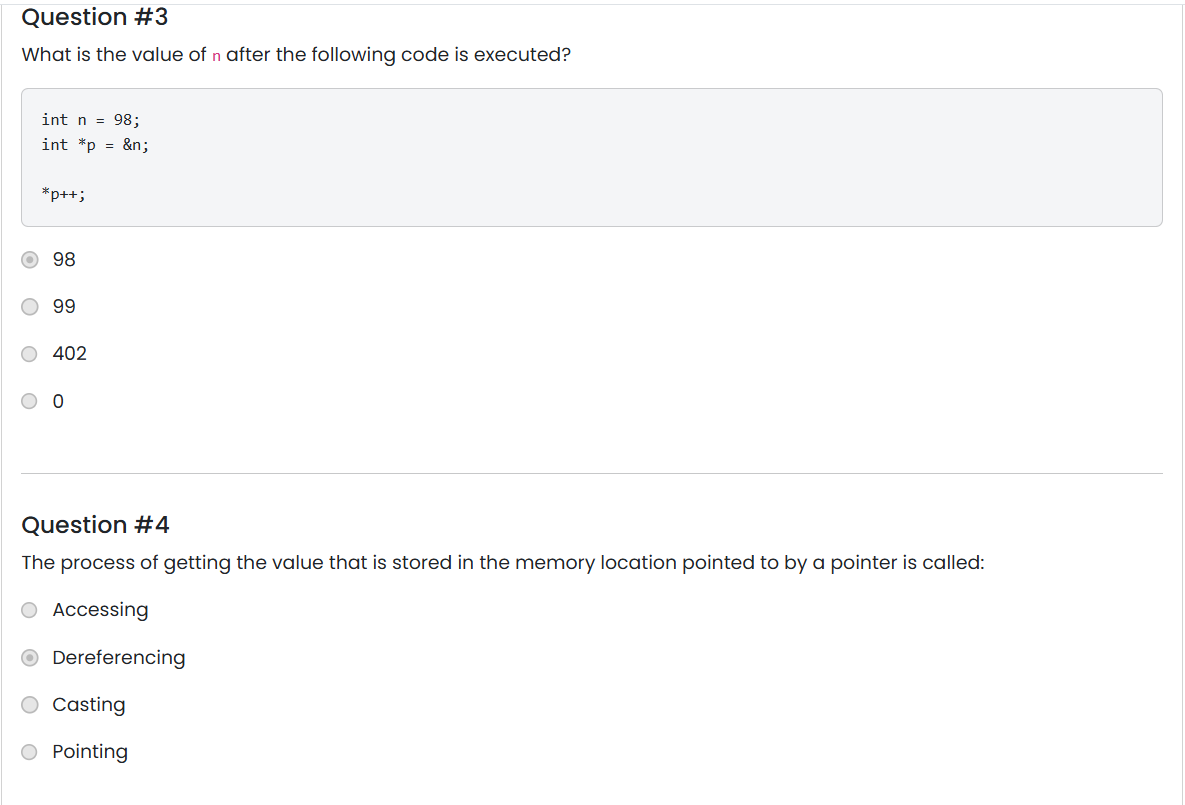 Question #3
What is the value of n after the following code is executed?
int n = 98;
int *p = &n;
*p++;
98
99
402
0
Question #4
The process of getting the value that is stored in the memory location pointed to by a pointer is called:
Accessing
Dereferencing
Casting
Pointing